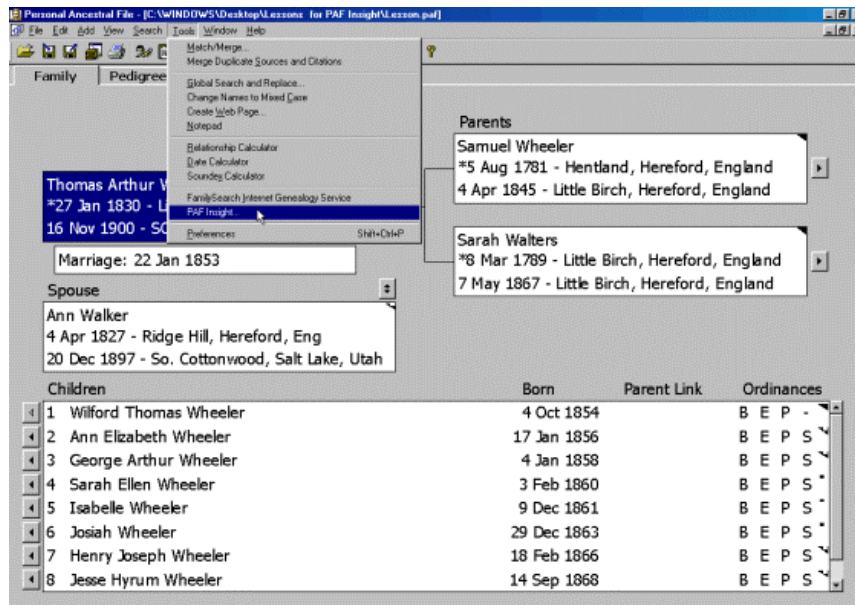 Personal Ancestral File - [C:\WINDOWS\Desktop\Lessons for PAF Insight\Lesson.paf]
File Edit Add View Search Tools Window Help
Match/Merge...
Merge Duplicate Sources and Citations
Global Search and Replace...
Change Names to Mixed Case
Create Web Page...
Notepad
Relationship Calculator
Date Calculator
Soundex Calculator
FamilySearch Internet Genealogy Service
PAF Insight...
Preferences Shift+Ctrl+P
Family Pedigree
Thomas Arthur
*27 Jan 1830 -
16 Nov 1900 -
Marriage: 22 Jan 1853
Spouse
Ann Walker
4 Apr 1827 - Ridge Hill, Hereford, Eng
20 Dec 1897 - So. Cottonwood, Salt Lake, Utah
Parents
Samuel Wheeler
*5 Aug 1781 - Hentland, Hereford, England
4 Apr 1845 - Little Birch, Hereford, England
Sarah Walters
*8 Mar 1789 - Little Birch, Hereford, England
7 May 1867 - Little Birch, Hereford, England
Children Born Parent Link Ordinances
1 Wilford Thomas Wheeler 4 Oct 1854 B E P -
2 Ann Elizabeth Wheeler 17 Jan 1856 B E P S
3 George Arthur Wheeler 4 Jan 1858 B E P S
4 Sarah Ellen Wheeler 3 Feb 1860 B E P S
5 Isabelle Wheeler 9 Dec 1861 B E P S
6 Josiah Wheeler 29 Dec 1863 B E P S
7 Henry Joseph Wheeler 18 Feb 1866 B E P S
8 Jesse Hyrum Wheeler 14 Sep 1868 B E P S